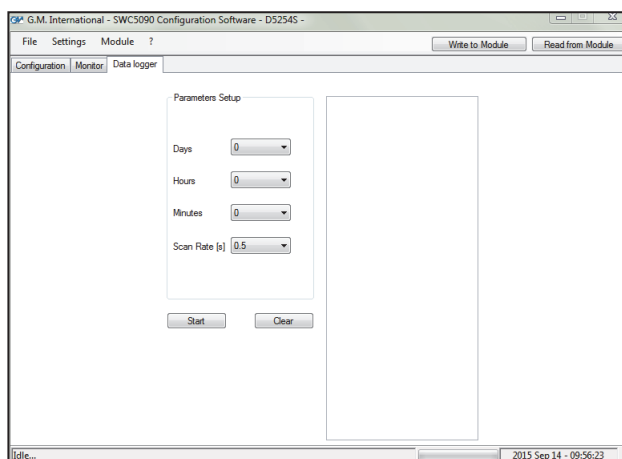 G.M. International - SWC5090 Configuration Software - D5254S -
File Settings Module ? Write to Module Read from Module
Configuration Monitor Data logger
Parameters Setup
Days 0
Hours 0
Minutes 0
Scan Rate [s] 0.5
Start Clear
Idle... 2015 Sep 14 - 09:56:23